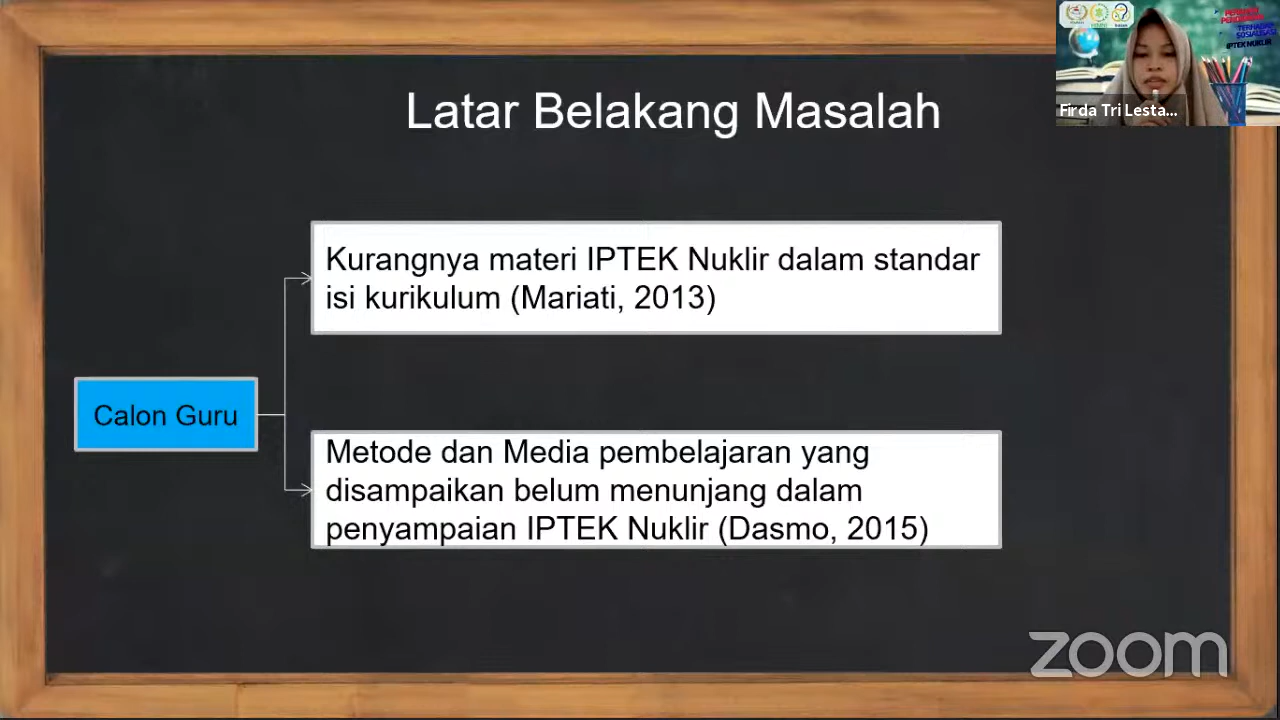 Latar Belakang Masalah
Firda Tri Lesta...
Kurangnya materi IPTEK Nuklir dalam standar
isi kurikulum (Mariati, 2013)
Calon Guru
Metode dan Media pembelajaran yang
disampaikan belum menunjang dalam
penyampaian IPTEK Nuklir (Dasmo, 2015)
zoom